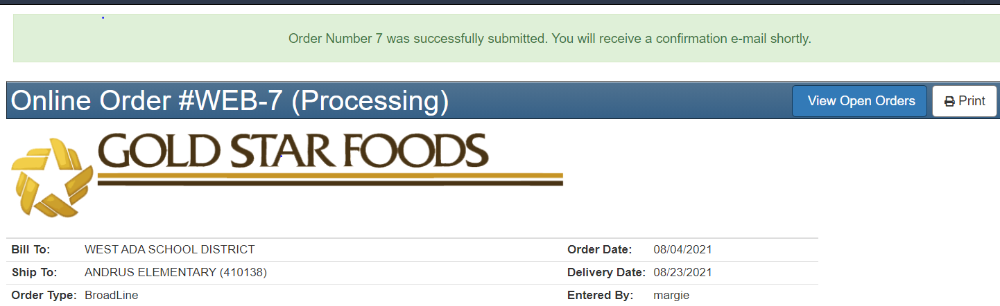 Order Number 7 was successfully submitted. You will receive a confirmation e-mail shortly.
Online Order #WEB-7 (Processing)
View Open Orders
Print
GOLD STAR FOODS
Bill To: WEST ADA SCHOOL DISTRICT Order Date: 08/04/2021
Ship To: ANDRUS ELEMENTARY (410138) Delivery Date: 08/23/2021
Order Type: BroadLine Entered By: margie